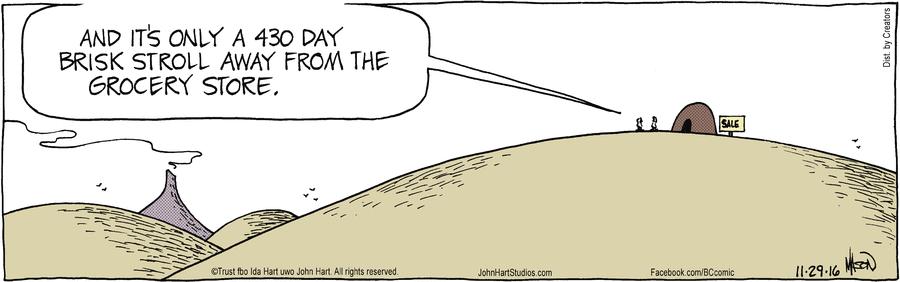 AND IT'S ONLY A 430 DAY
BRISK STROLL AWAY FROM THE
GROCERY STORE.
SALE
Dist. by Creators
©Trust fbo Ida Hart uwo John Hart. All rights reserved.
JohnHartStudios.com
Facebook.com/BCcomic
11·29·16
MASON